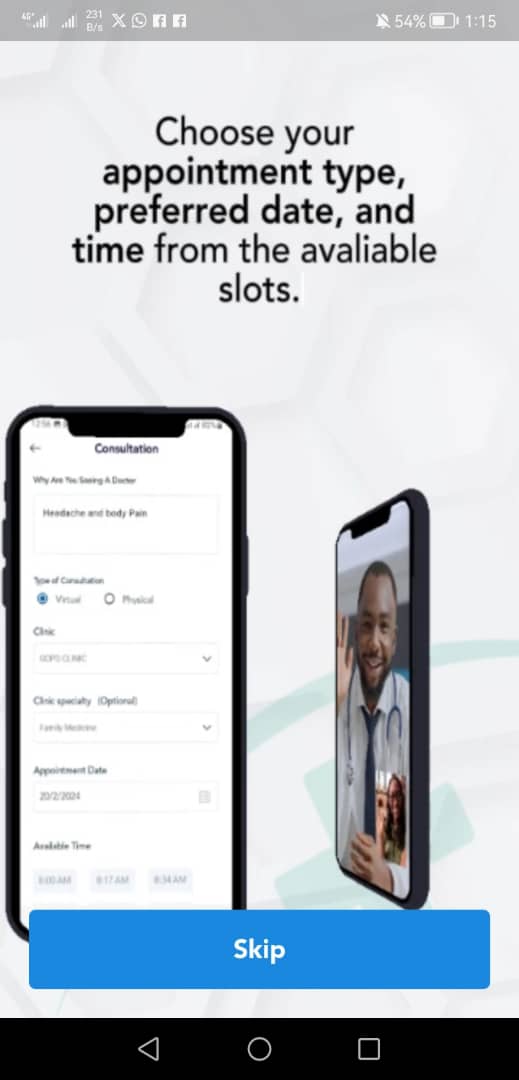 4G 231 B/s 54% 1:15
Choose your
appointment type,
preferred date, and
time from the avaliable
slots.
12:56
Consultation
Why Are You Seeing A Doctor
Headache and body Pain
Type of Consultation
Virtual Physical
Clinic
GOPD CLINIC
Clinic specialty (Optional)
Family Medicine
Appointment Date
20/2/2024
Available Time
8:00 AM 8:17 AM 8:34 AM
Skip